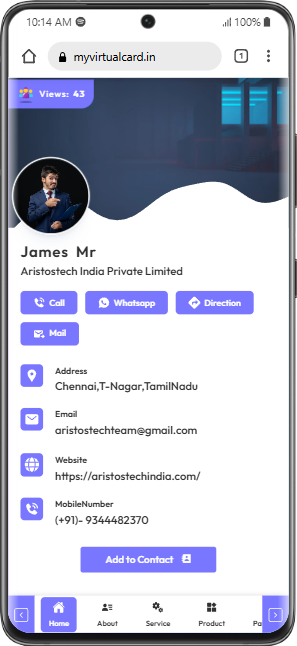 10:14 AM
100%
myvirtualcard.in
1
Views: 43
James Mr
Aristostech India Private Limited
Call
Whatsapp
Direction
Mail
Address
Chennai,T-Nagar,TamilNadu
Email
aristostechteam@gmail.com
Website
https://aristostechindia.com/
MobileNumber
(+91)- 9344482370
Add to Contact
Home
About
Service
Product
Pa